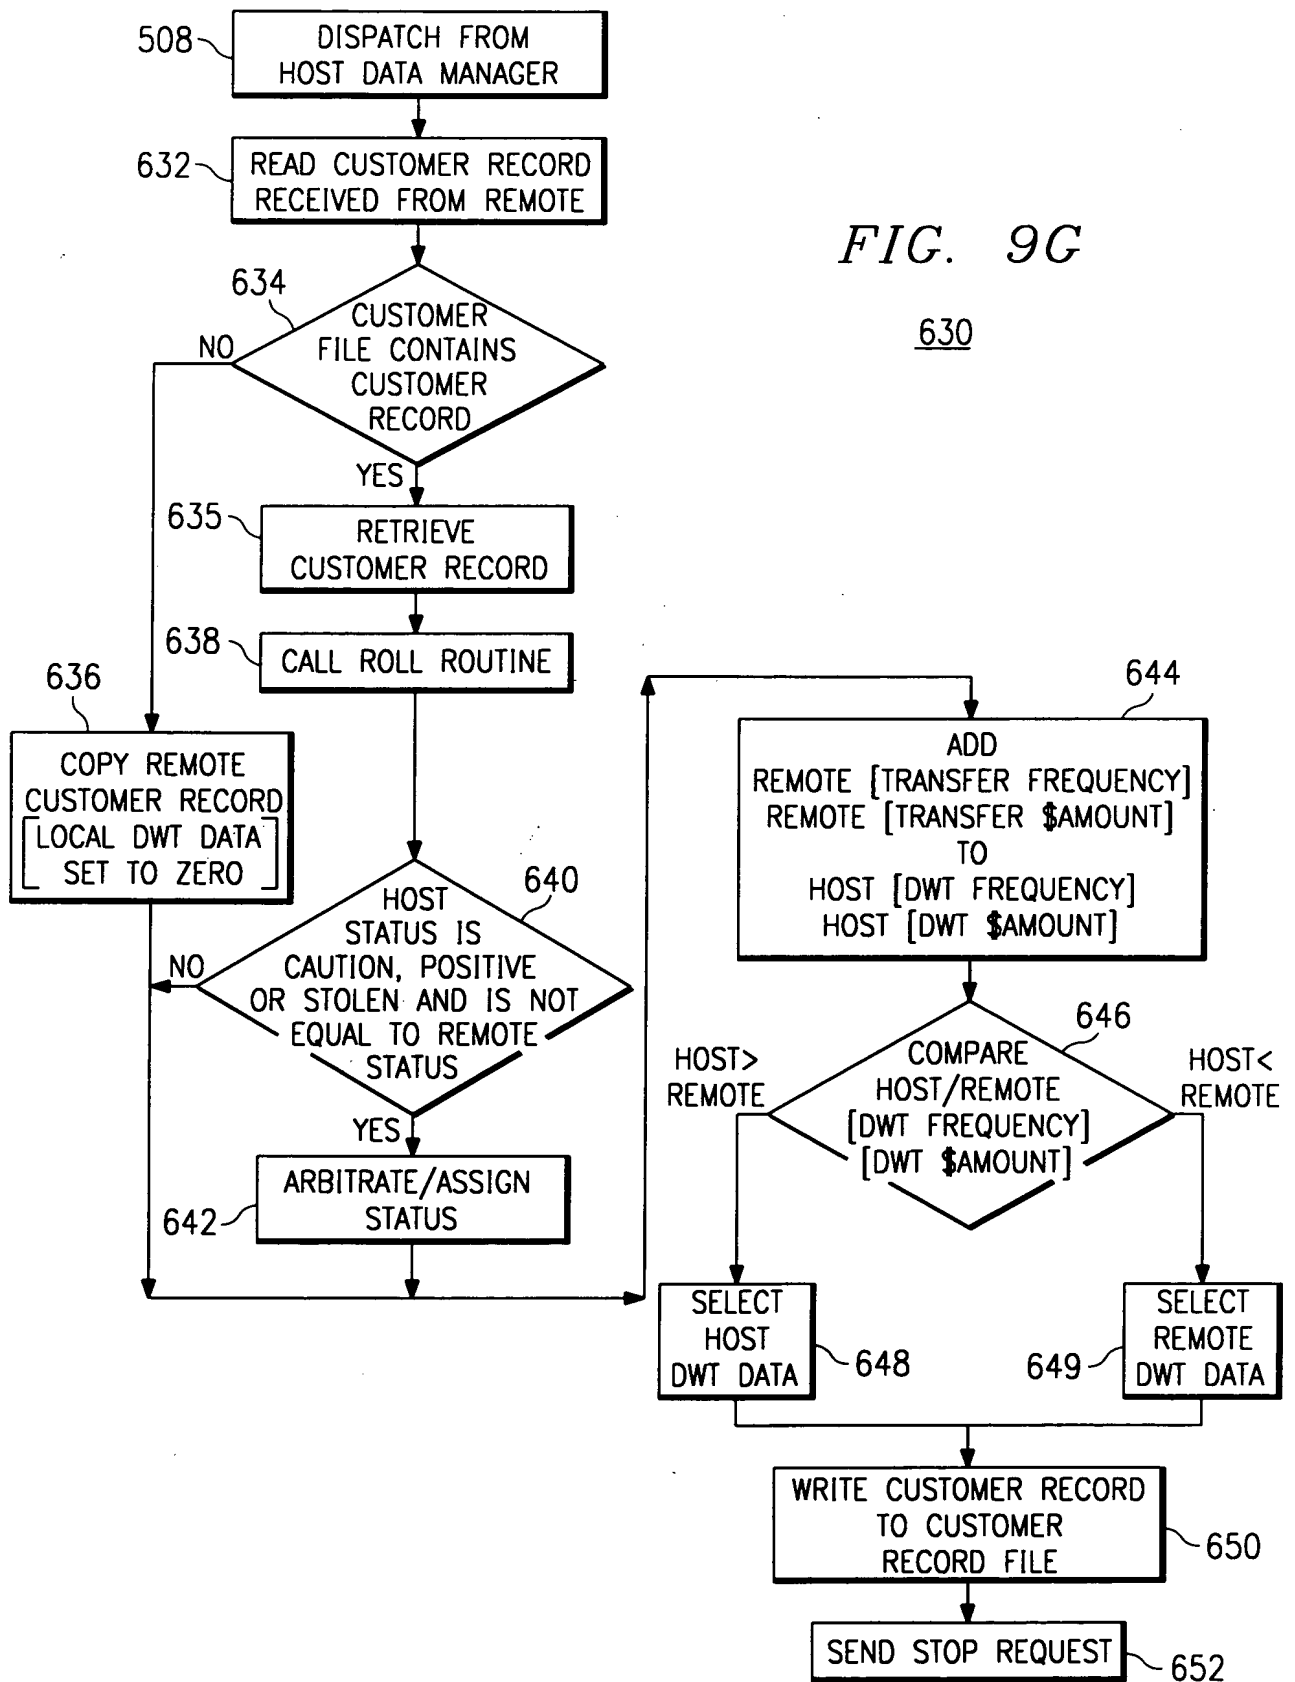 508
DISPATCH FROM
HOST DATA MANAGER
632
READ CUSTOMER RECORD
RECEIVED FROM REMOTE
FIG. 9G
630
634
CUSTOMER
FILE CONTAINS
CUSTOMER
RECORD
NO
YES
635
RETRIEVE
CUSTOMER RECORD
638
CALL ROLL ROUTINE
636
COPY REMOTE
CUSTOMER RECORD
[LOCAL DWT DATA
SET TO ZERO]
640
HOST
STATUS IS
CAUTION, POSITIVE
OR STOLEN AND IS NOT
EQUAL TO REMOTE
STATUS
NO
YES
642
ARBITRATE/ASSIGN
STATUS
644
ADD
REMOTE [TRANSFER FREQUENCY]
REMOTE [TRANSFER $AMOUNT]
TO
HOST [DWT FREQUENCY]
HOST [DWT $AMOUNT]
646
COMPARE
HOST/REMOTE
[DWT FREQUENCY]
[DWT $AMOUNT]
HOST>
REMOTE
HOST<
REMOTE
SELECT
HOST
DWT DATA
648
649
SELECT
REMOTE
DWT DATA
WRITE CUSTOMER RECORD
TO CUSTOMER
RECORD FILE
650
SEND STOP REQUEST
652